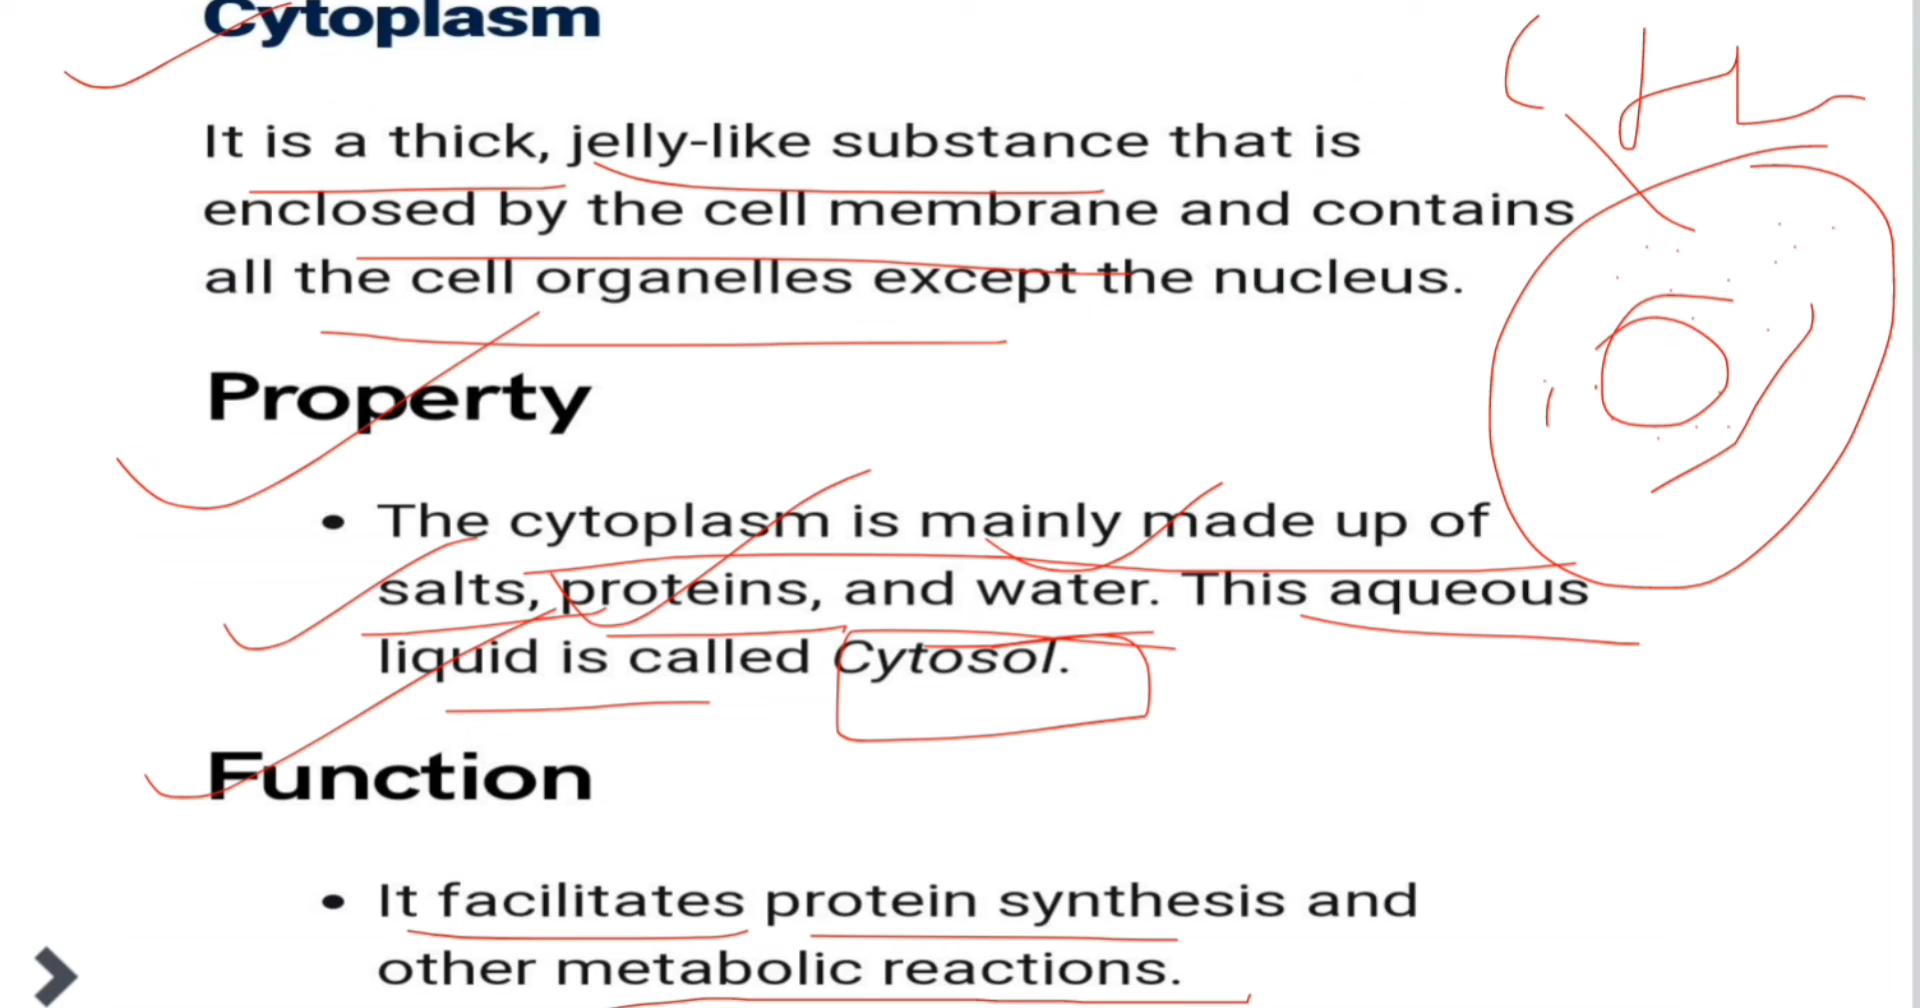 Cytoplasm
It is a thick, jelly-like substance that is
enclosed by the cell membrane and contains
all the cell organelles except the nucleus.
Property
• The cytoplasm is mainly made up of
salts, proteins, and water. This aqueous
liquid is called Cytosol.
Function
• It facilitates protein synthesis and
other metabolic reactions.